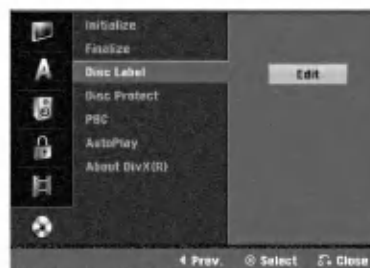 Initialize
Finalize
Disc Label
Edit
Disc Protect
PBC
AutoPlay
About DivX(R)
Prev. Select Close